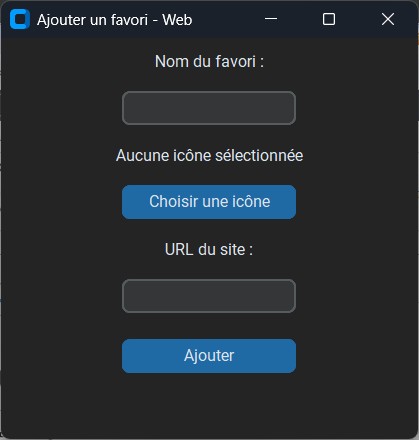 Ajouter un favori - Web
Nom du favori :
Aucune icône sélectionnée
Choisir une icône
URL du site :
Ajouter